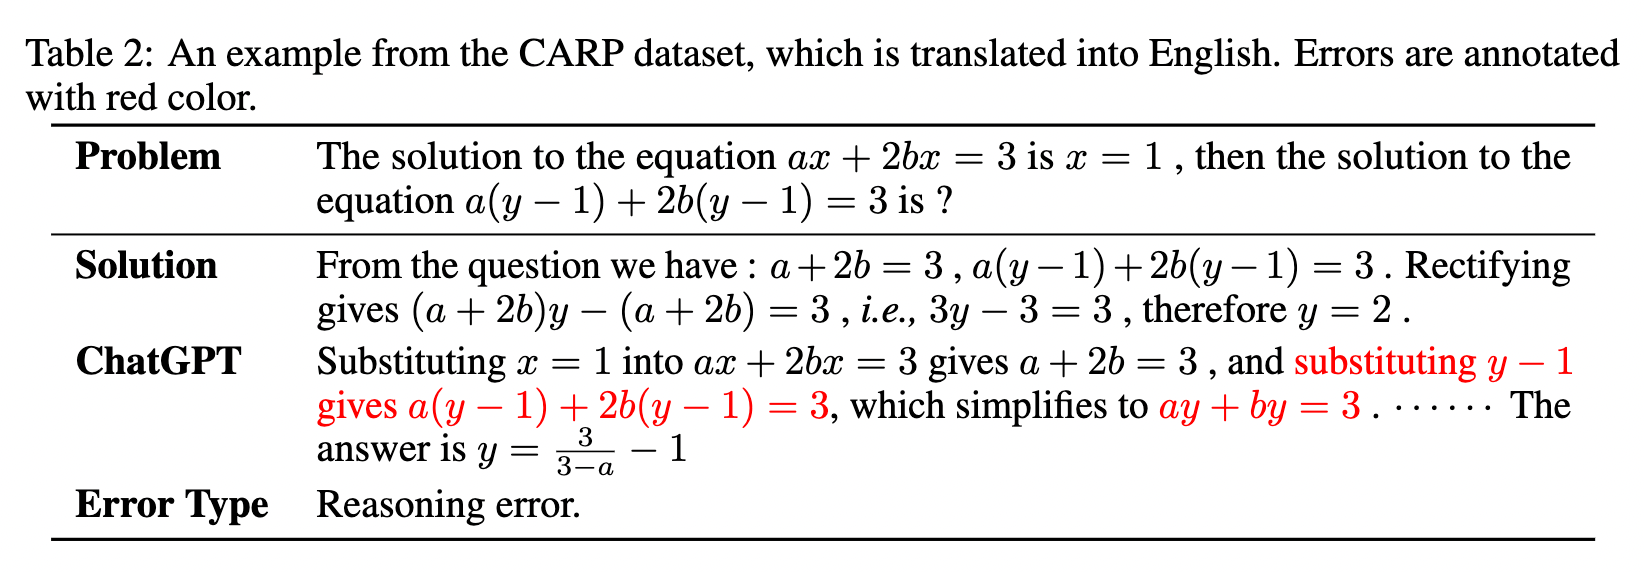 Table 2: An example from the CARP dataset, which is translated into English. Errors are annotated
with red color.
Problem The solution to the equation ax + 2bx = 3 is x = 1 , then the solution to the
equation a(y − 1) + 2b(y − 1) = 3 is ?
Solution From the question we have : a + 2b = 3 , a(y − 1) + 2b(y − 1) = 3 . Rectifying
gives (a + 2b)y − (a + 2b) = 3 , i.e., 3y − 3 = 3 , therefore y = 2 .
ChatGPT Substituting x = 1 into ax + 2bx = 3 gives a + 2b = 3 , and substituting y − 1
gives a(y − 1) + 2b(y − 1) = 3, which simplifies to ay + by = 3 . · · · · · · The
answer is y = \frac{3}{3−a} − 1
Error Type Reasoning error.